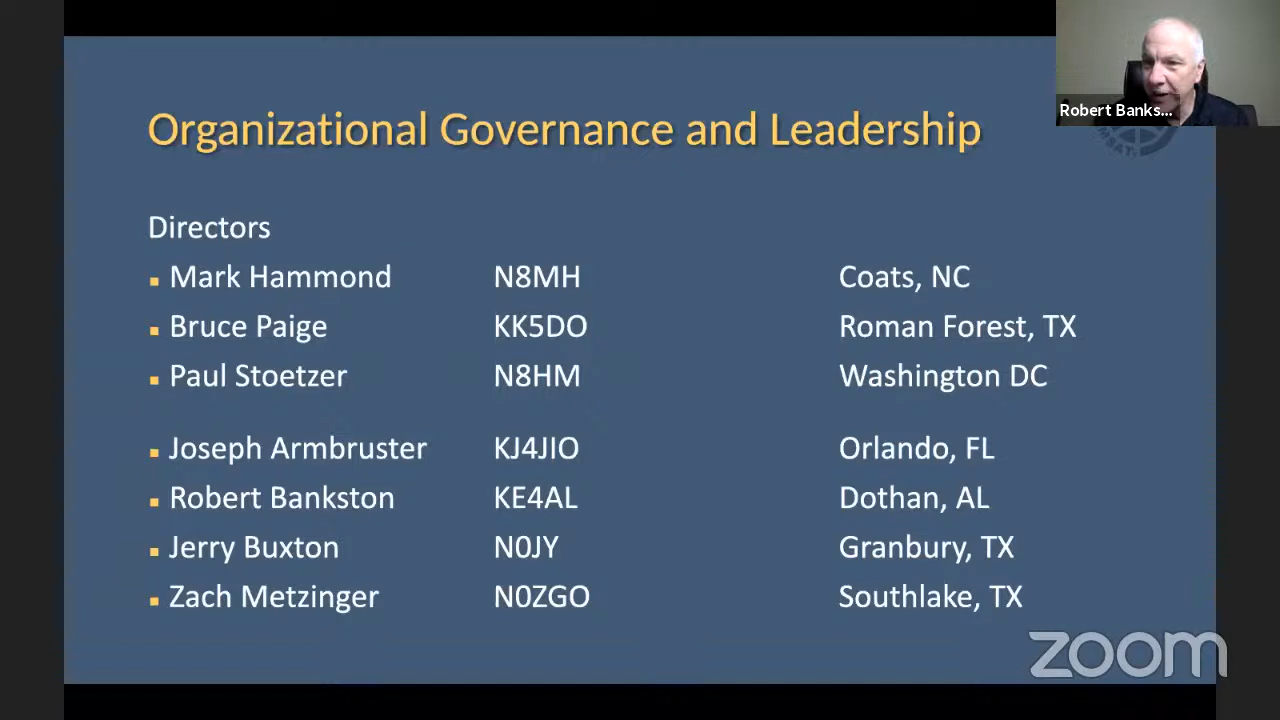 Organizational Governance and Leadership
Robert Banks...
SAT
Directors
▪ Mark Hammond N8MH Coats, NC
▪ Bruce Paige KK5DO Roman Forest, TX
▪ Paul Stoetzer N8HM Washington DC
▪ Joseph Armbruster KJ4JIO Orlando, FL
▪ Robert Bankston KE4AL Dothan, AL
▪ Jerry Buxton N0JY Granbury, TX
▪ Zach Metzinger N0ZGO Southlake, TX
zoom